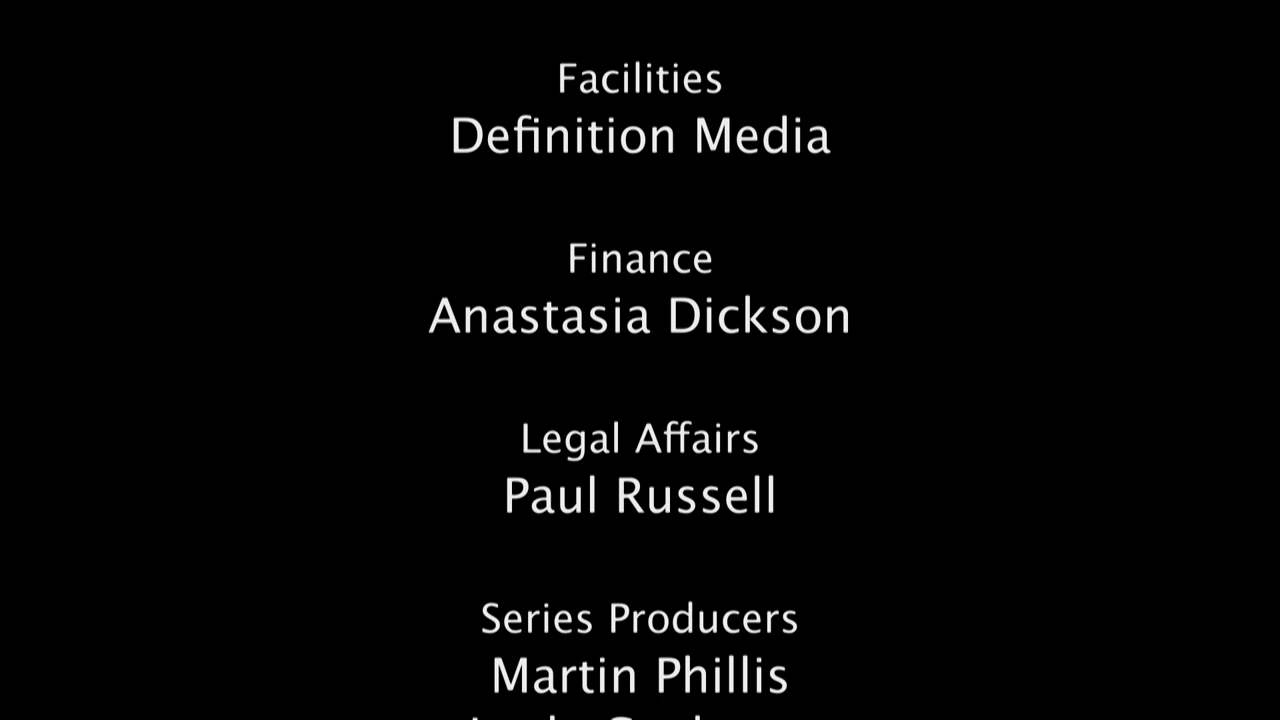 Facilities
Definition Media
Finance
Anastasia Dickson
Legal Affairs
Paul Russell
Series Producers
Martin Phillis